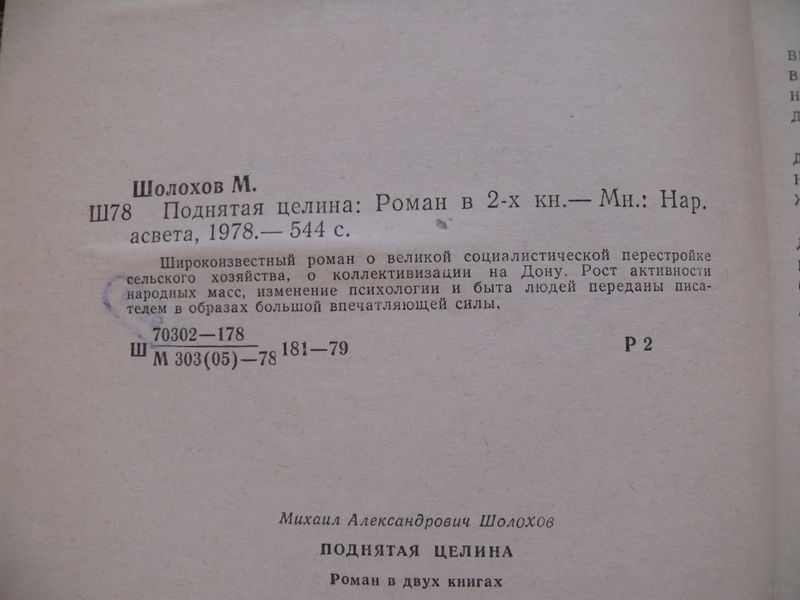 Шолохов М.
Ш78 Поднятая целина: Роман в 2-х кн.— Мн.: Нар.
асвета, 1978.— 544 с.
Широкоизвестный роман о великой социалистической перестройке
сельского хозяйства, о коллективизации на Дону. Рост активности
народных масс, изменение психологии и быта людей переданы писа-
телем в образах большой впечатляющей силы.
70302—178
Ш М 303(05)—78 181—79 Р 2
Михаил Александрович Шолохов
ПОДНЯТАЯ ЦЕЛИНА
Роман в двух книгах